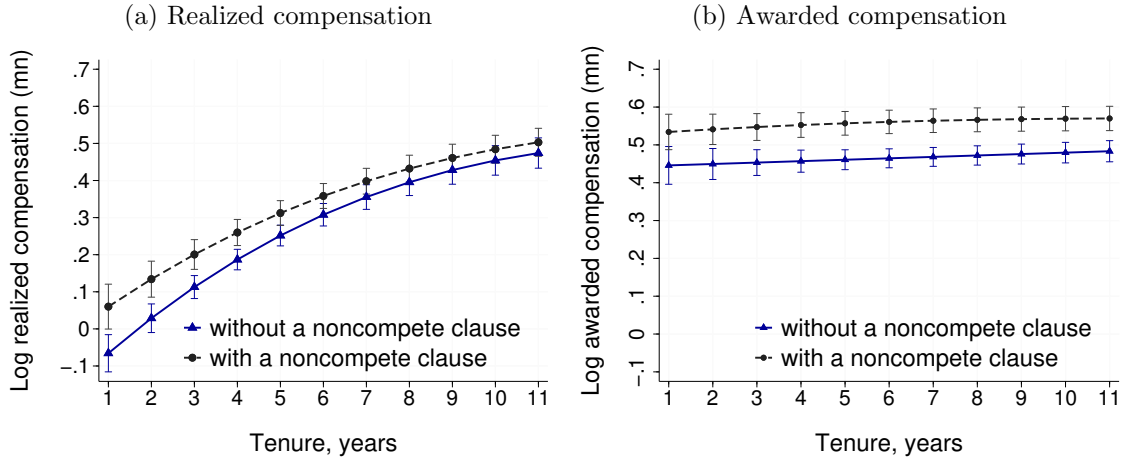 (a) Realized compensation
Log realized compensation (mn)
.7
.6
.5
.4
.3
.2
.1
0
−.1
without a noncompete clause
with a noncompete clause
1 2 3 4 5 6 7 8 9 10 11
Tenure, years
(b) Awarded compensation
Log awarded compensation (mn)
.7
.6
.5
.4
.3
.2
.1
0
−.1
without a noncompete clause
with a noncompete clause
1 2 3 4 5 6 7 8 9 10 11
Tenure, years